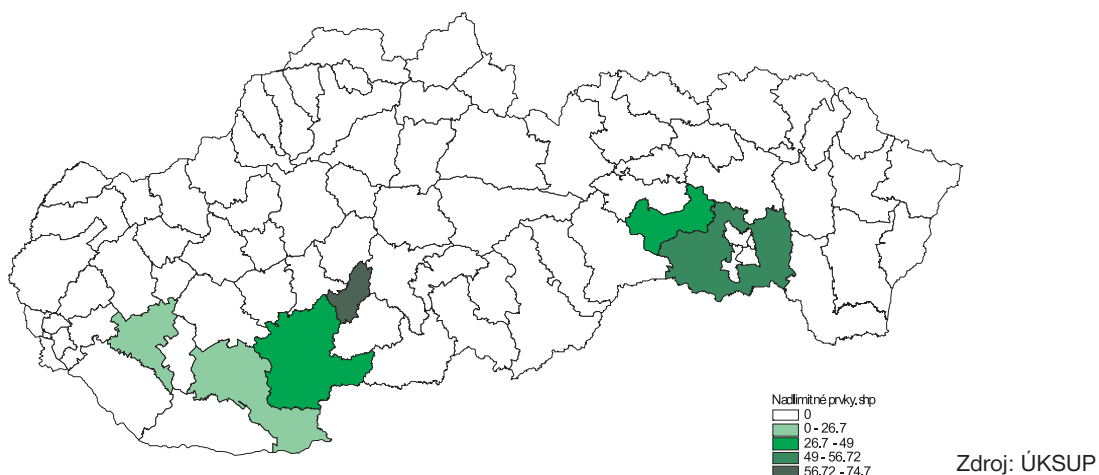 Nadlimitné prvky.shp
0
0 - 26.7
26.7 - 49
49 - 56.72
56.72 - 74.7
Zdroj: ÚKSUP